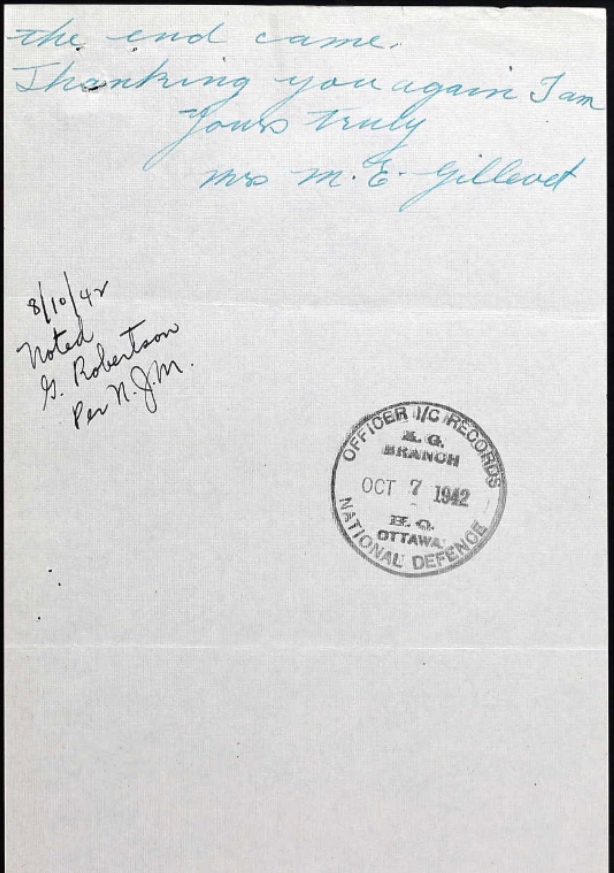 the end came.
Thanking you again I am
Yours truly
Mrs M. E. Gillevet
8/10/42
Noted
G. Robertson
Per N.J.M.
OFFICER I/C RECORDS
A. G.
BRANCH
OCT 7 1942
H. Q.
OTTAWA
NATIONAL DEFENCE